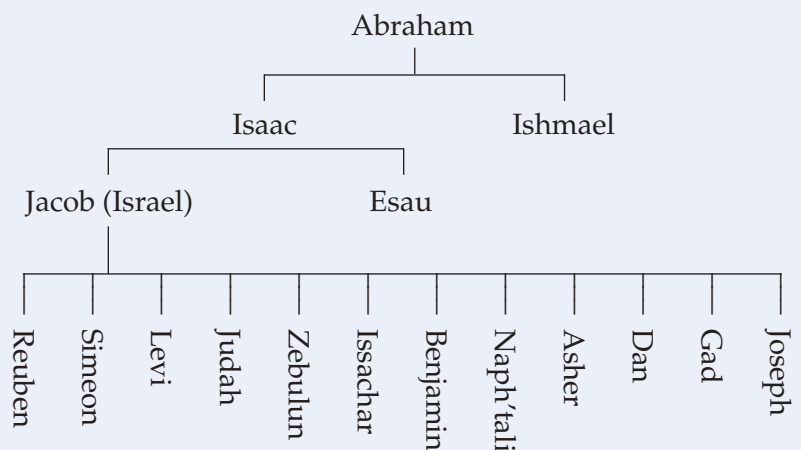 Abraham
Isaac Ishmael
Jacob (Israel) Esau
Reuben
Simeon
Levi
Judah
Zebulun
Issachar
Benjamin
Naph'tali
Asher
Dan
Gad
Joseph